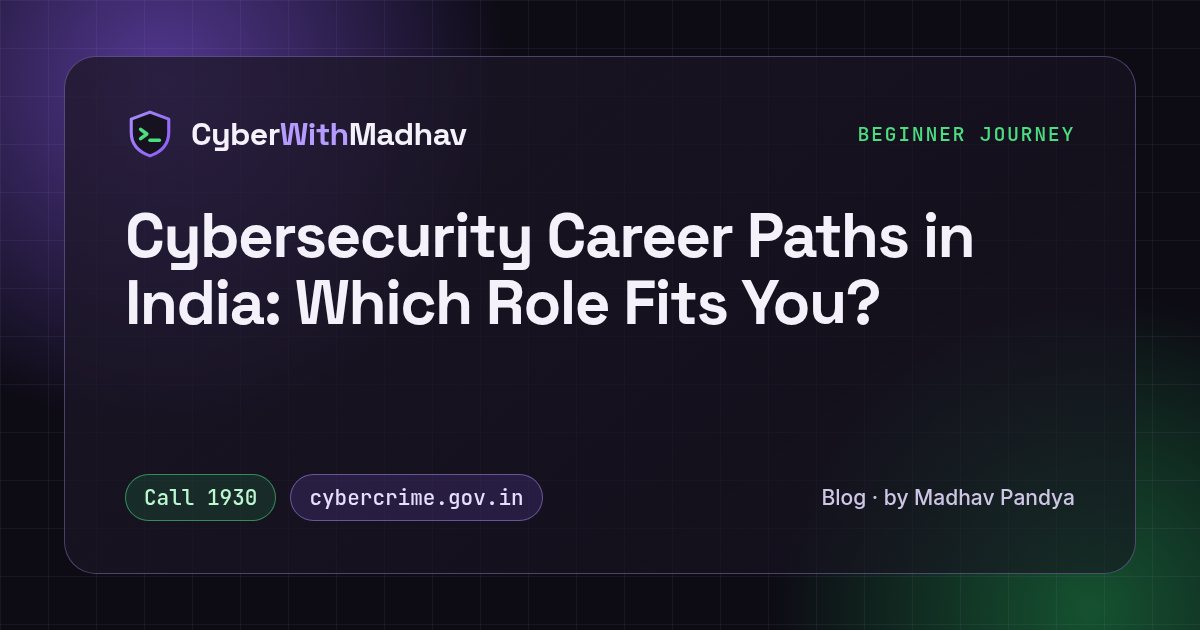 CyberWithMadhav
BEGINNER JOURNEY
Cybersecurity Career Paths in
India: Which Role Fits You?
Call 1930
cybercrime.gov.in
Blog · by Madhav Pandya